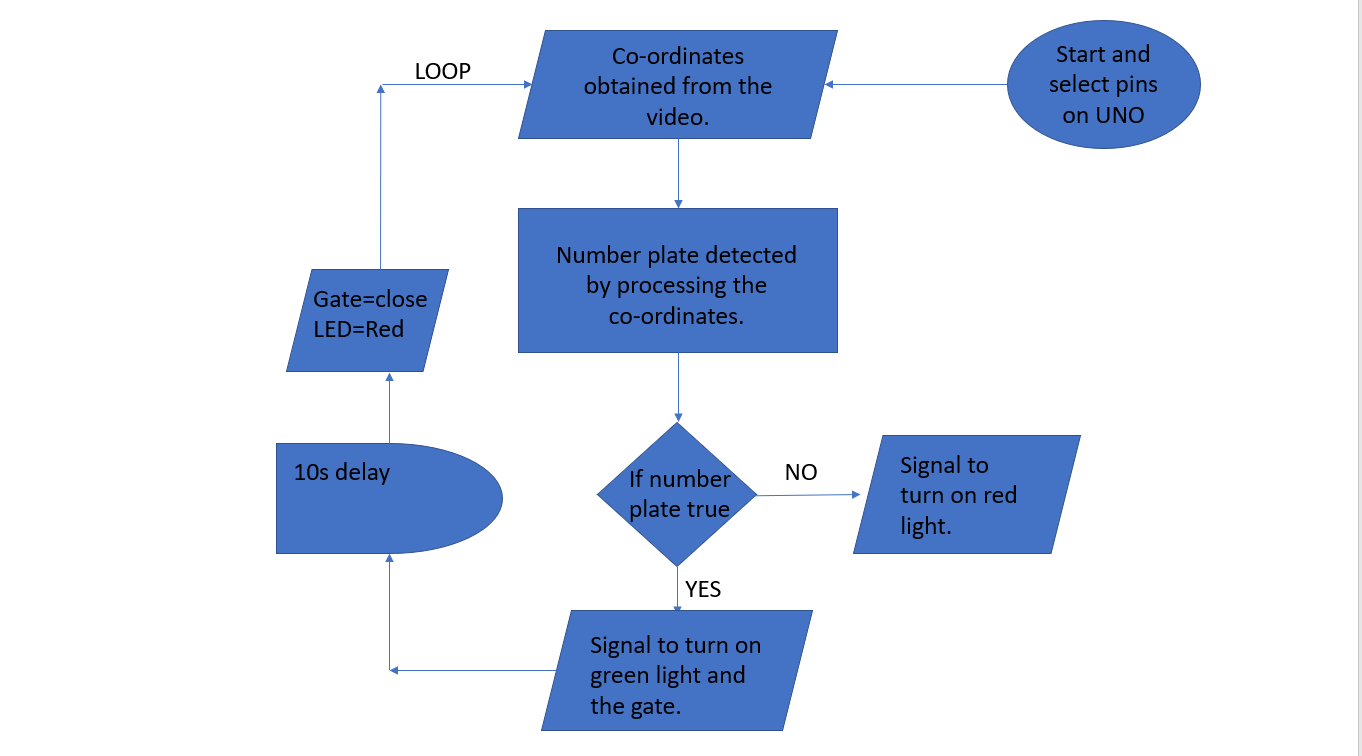 Start and
select pins
on UNO
Co-ordinates
obtained from the
video.
LOOP
Number plate detected
by processing the
co-ordinates.
If number
plate true
NO
Signal to
turn on red
light.
YES
Signal to turn on
green light and
the gate.
10s delay
Gate=close
LED=Red